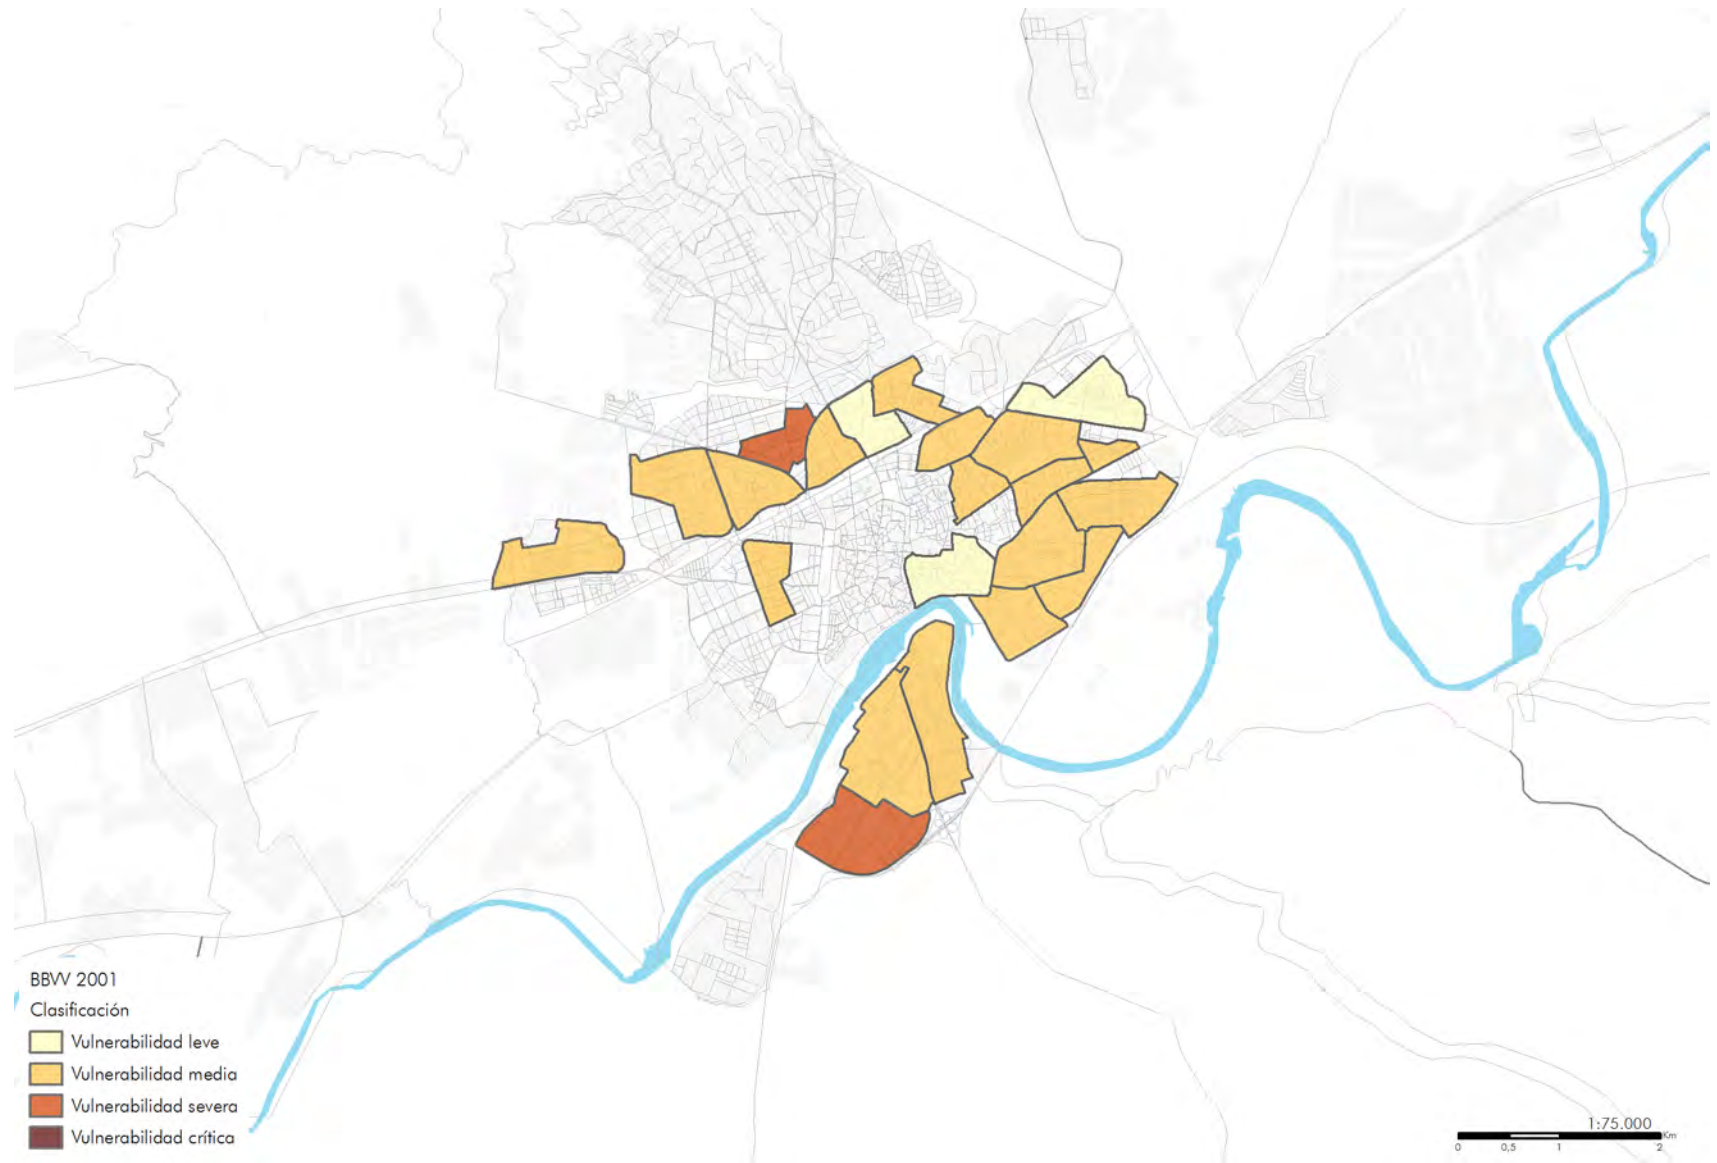 BBVV 2001
Clasificación
Vulnerabilidad leve
Vulnerabilidad media
Vulnerabilidad severa
Vulnerabilidad crítica
1:75.000
Km
0 0,5 1 2